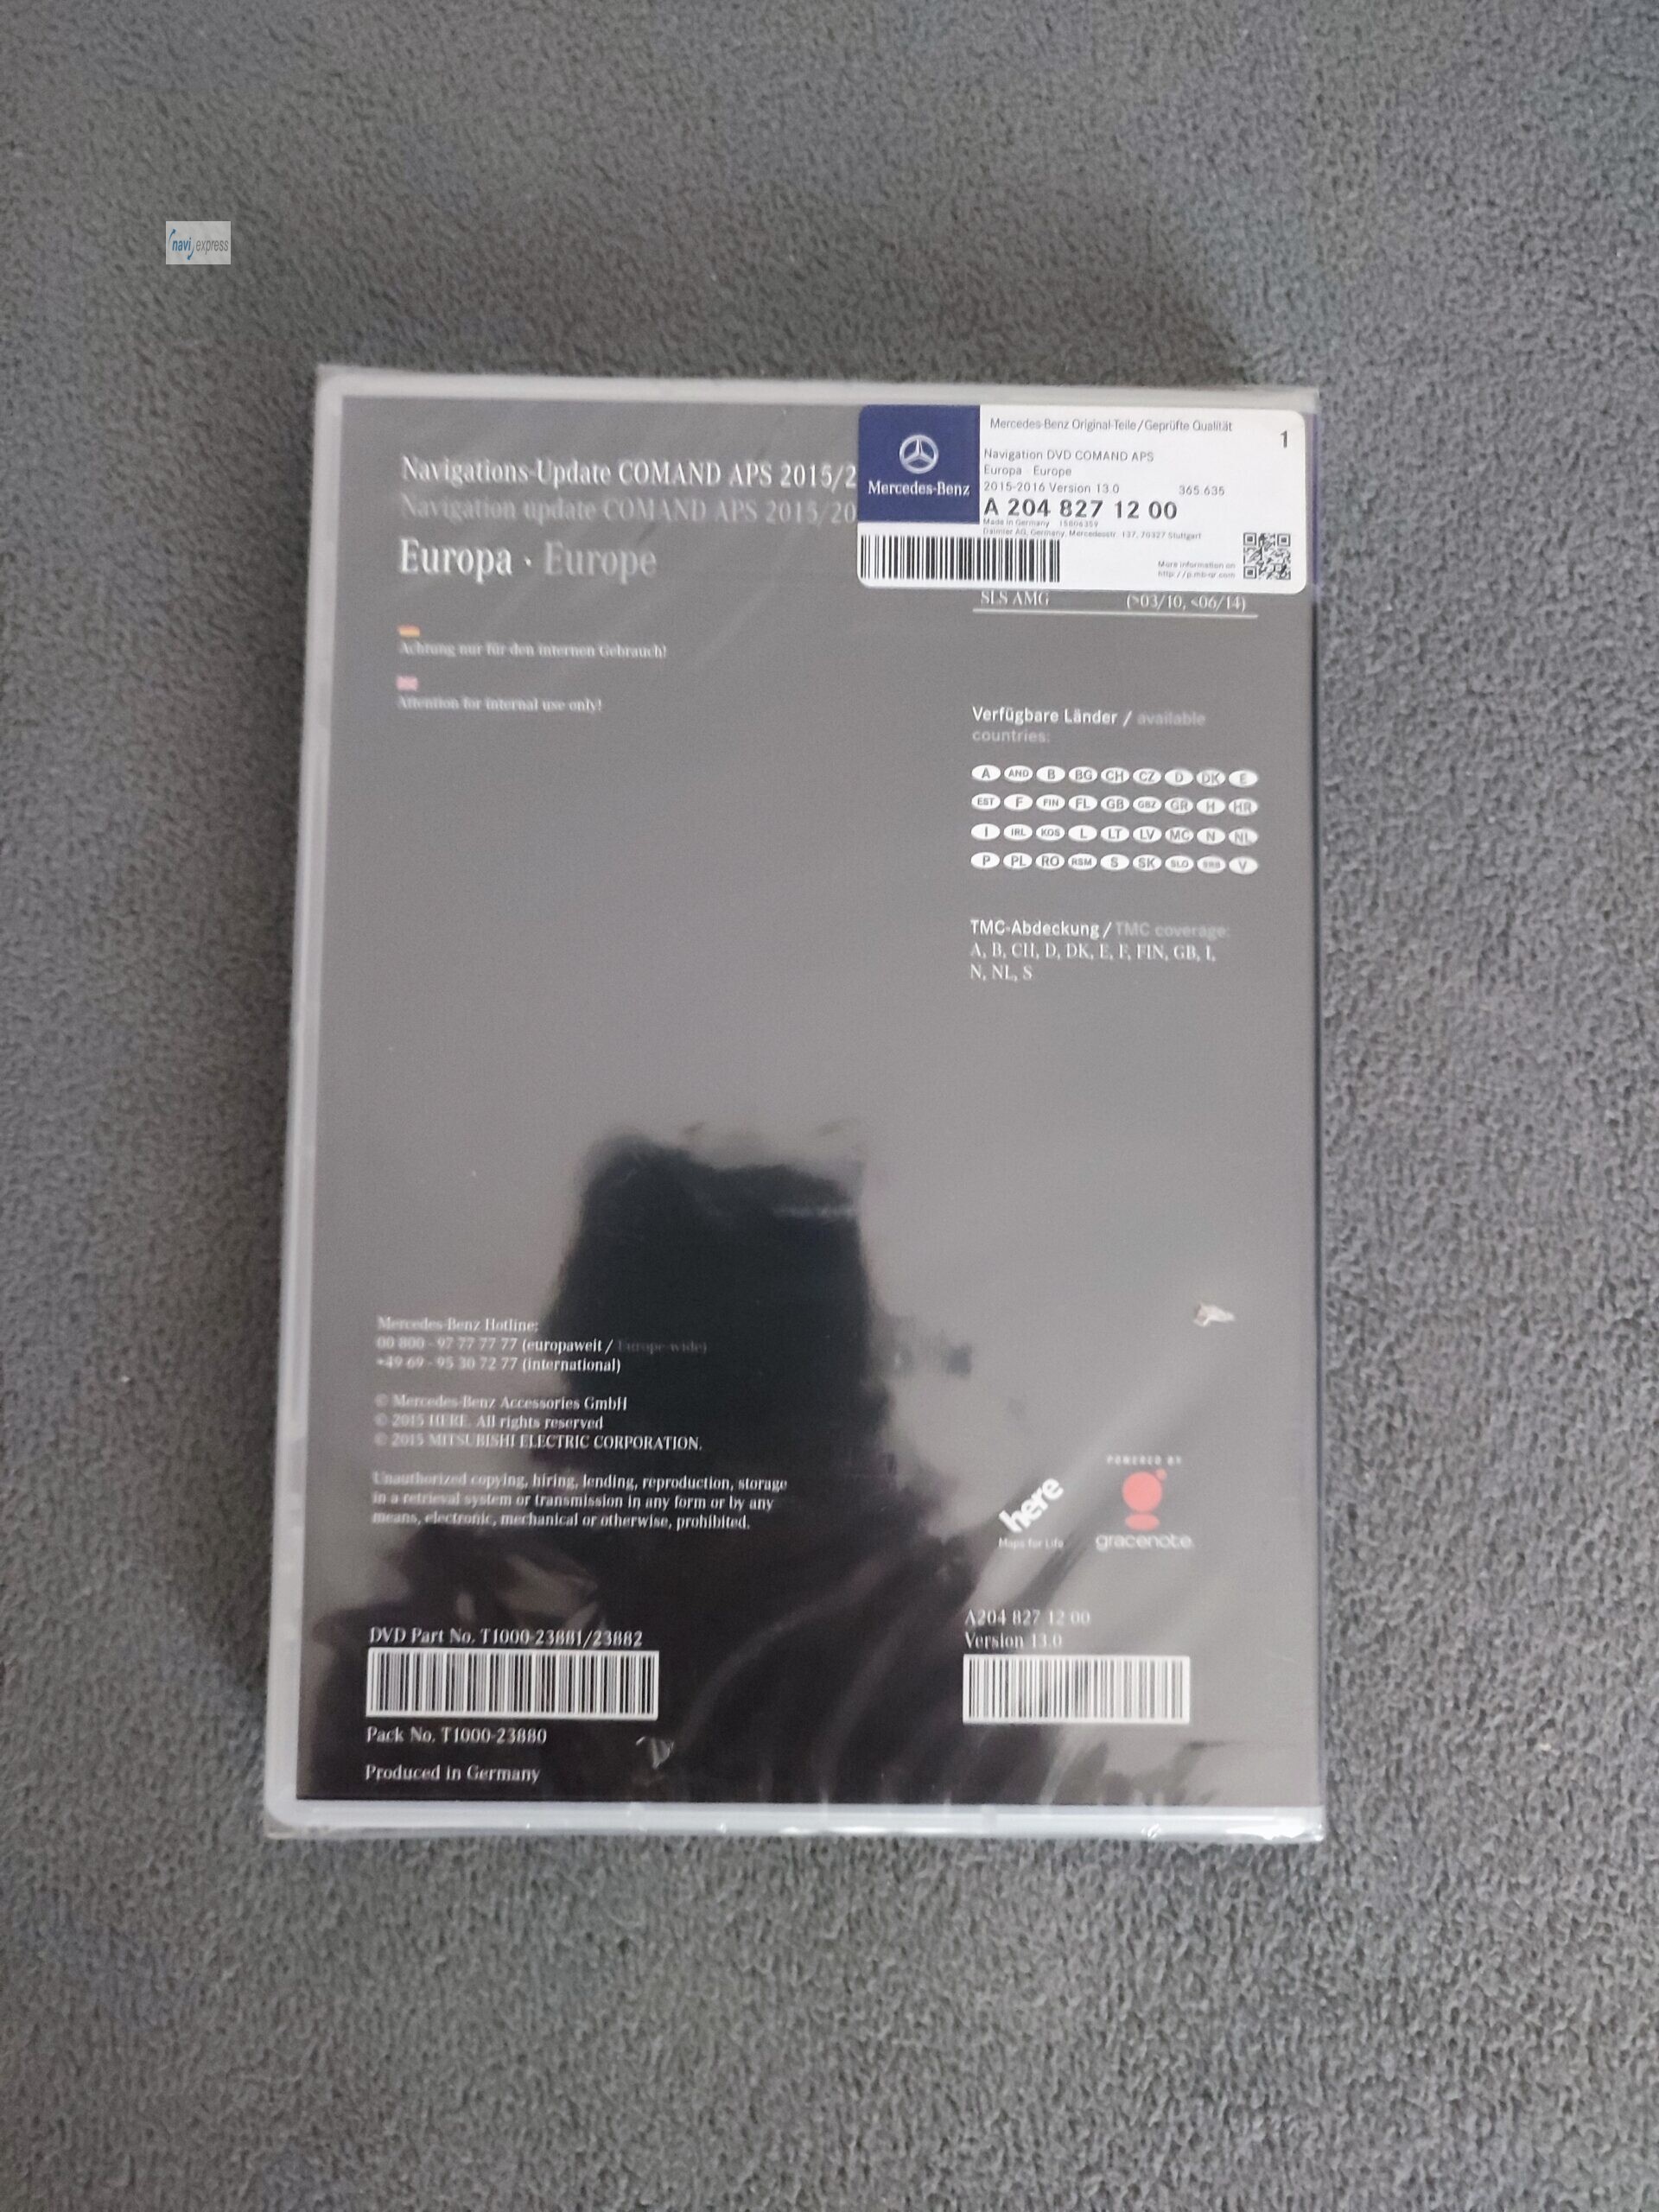 navi express
Navigations-Update COMAND APS 2015/2
Navigation update COMAND APS 2015/20
Europa · Europe
Achtung nur für den internen Gebrauch!
Attention for internal use only!
Mercedes-Benz
Mercedes-Benz Original-Teile/Geprüfte Qualität
1
Navigation DVD COMAND APS
Europa Europe
2015-2016 Version 13.0 365 635
A 204 827 12 00
Made in Germany 15806359
Daimler AG, Germany, Mercedesstr. 137, 70327 Stuttgart
More information on
http://p.mb-qr.com
SLS AMG (>03/10, <06/14)
Verfügbare Länder / available
countries:
A AND B BG CH CZ D DK E
EST F FIN FL GB GBZ GR H HR
I IRL KOS L LT LV MC N NL
P PL RO RSM S SK SLO SRB V
TMC-Abdeckung / TMC coverage:
A, B, CH, D, DK, E, F, FIN, GB, I,
N, NL, S
Mercedes-Benz Hotline:
00 800 - 97 77 77 77 (europaweit / Europe-wide)
+49 69 - 95 30 72 77 (international)
© Mercedes-Benz Accessories GmbH
© 2015 HERE. All rights reserved
© 2015 MITSUBISHI ELECTRIC CORPORATION.
Unauthorized copying, hiring, lending, reproduction, storage
in a retrieval system or transmission in any form or by any
means, electronic, mechanical or otherwise, prohibited.
here
Maps for Life
POWERED BY
gracenote.
DVD Part No. T1000-23881/23882
Pack No. T1000-23880
Produced in Germany
A204 827 12 00
Version 13.0